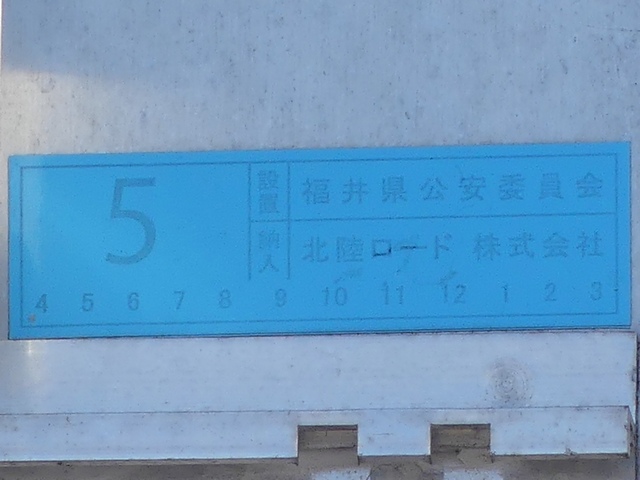 5
設置 福井県公安委員会
納入 北陸ロード 株式会社
4 5 6 7 8 9 10 11 12 1 2 3